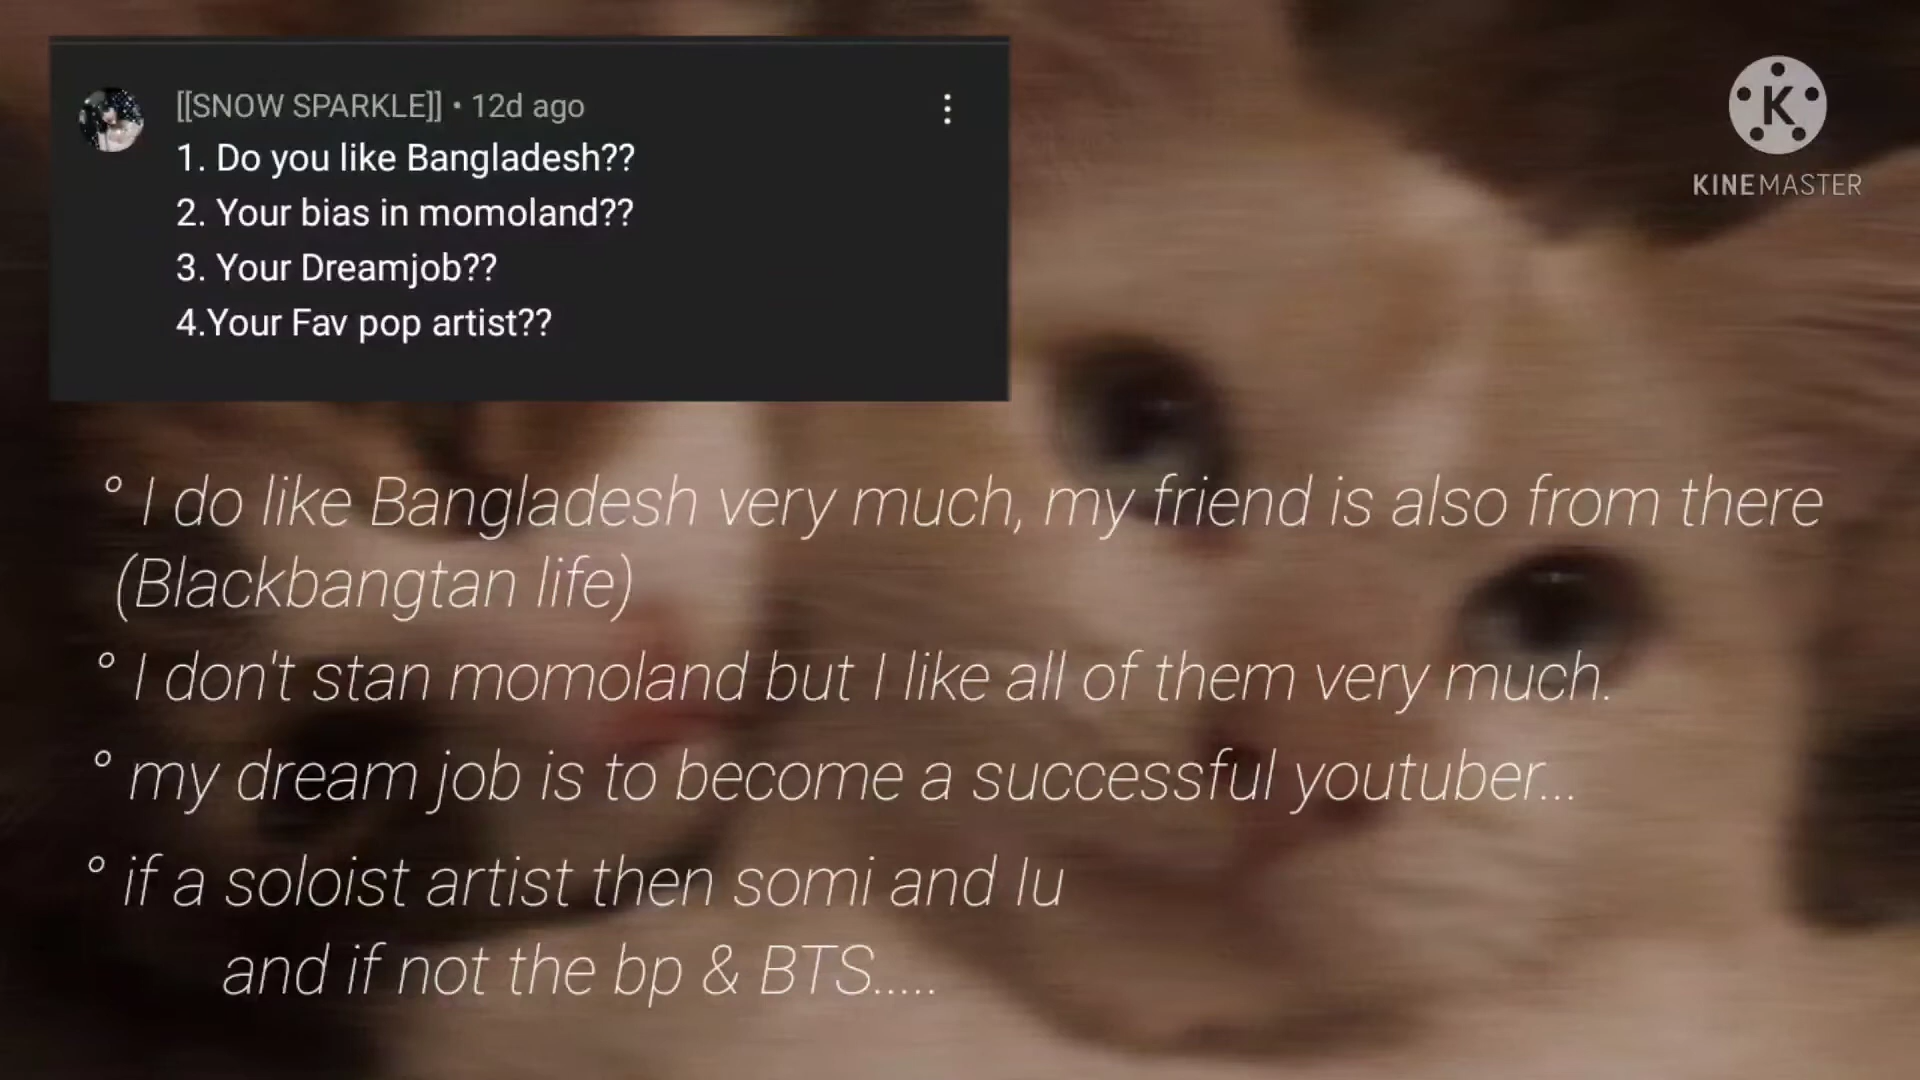 [[SNOW SPARKLE]] • 12d ago
1. Do you like Bangladesh??
2. Your bias in momoland??
3. Your Dreamjob??
4.Your Fav pop artist??
K
KINEMASTER
° I do like Bangladesh very much, my friend is also from there
(Blackbangtan life)
° I don't stan momoland but I like all of them very much.
° my dream job is to become a successful youtuber...
° if a soloist artist then somi and Iu
and if not the bp & BTS.....